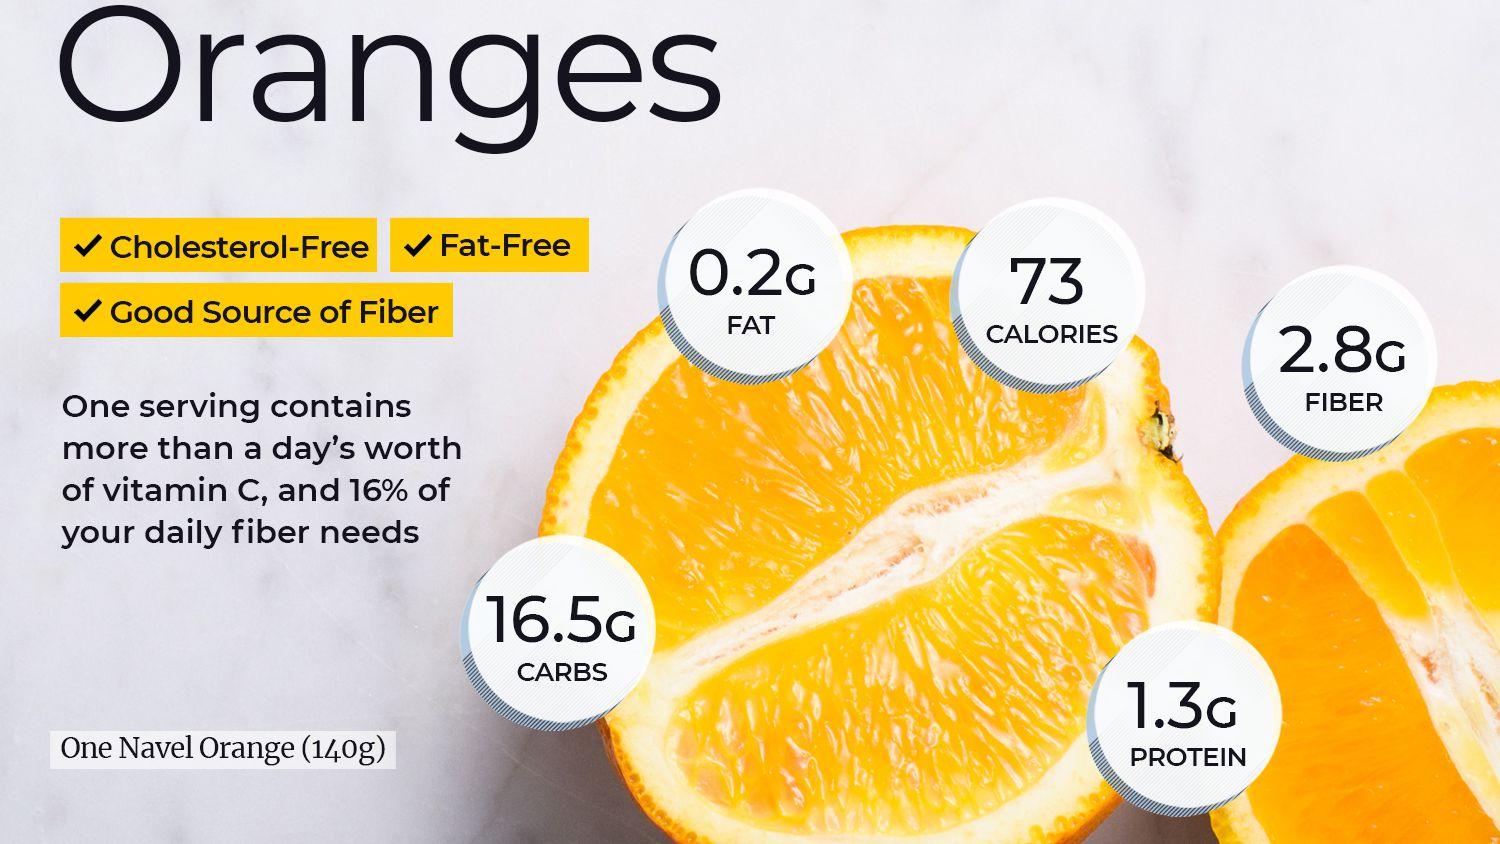 Oranges
✔ Cholesterol-Free ✔ Fat-Free
✔ Good Source of Fiber
One serving contains
more than a day’s worth
of vitamin C, and 16% of
your daily fiber needs
0.2G
FAT
73
CALORIES
2.8G
FIBER
16.5G
CARBS
1.3G
PROTEIN
One Navel Orange (140g)